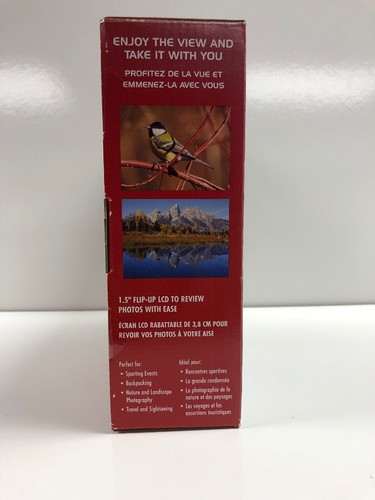 ENJOY THE VIEW AND
TAKE IT WITH YOU
PROFITEZ DE LA VUE ET
EMMENEZ-LA AVEC VOUS
1.5" FLIP-UP LCD TO REVIEW
PHOTOS WITH EASE
ÉCRAN LCD RABATTABLE DE 3,8 CM POUR
REVOIR VOS PHOTOS À VOTRE AISE
Perfect for:
• Sporting Events
• Backpacking
• Nature and Landscape
Photography
• Travel and Sightseeing
Idéal pour:
• Rencontres sportives
• La grande randonnée
• La photographie de la
nature et des paysages
• Les voyages et les
excursions touristiques